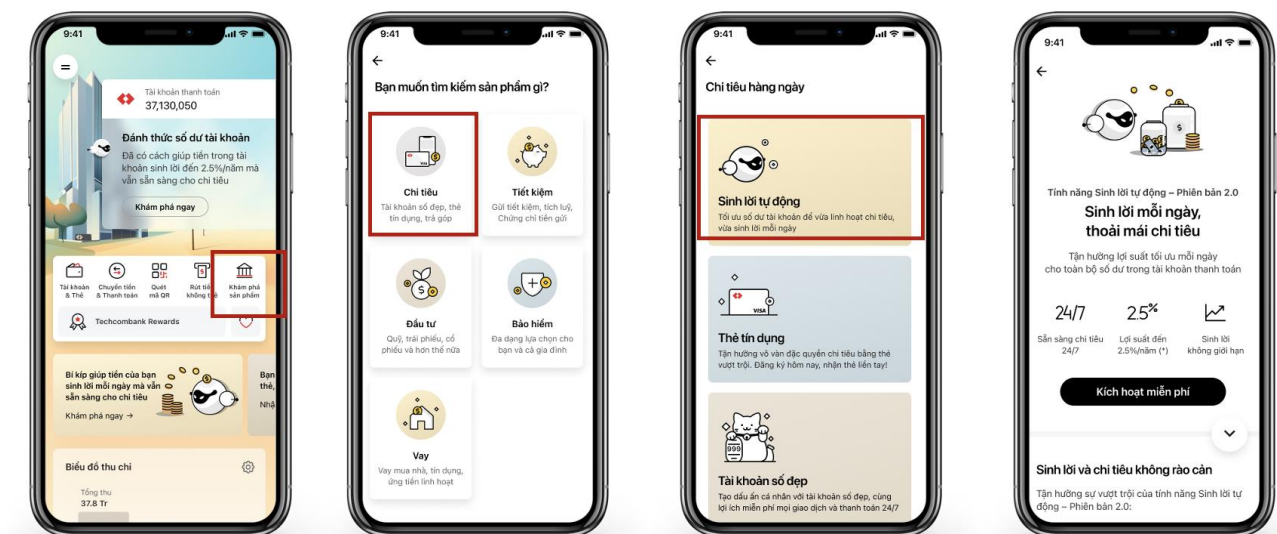 9:41
Tài khoản thanh toán
37,130,050
Đánh thức số dư tài khoản
Đã có cách giúp tiền trong tài
khoản sinh lời đến 2.5%/năm mà
vẫn sẵn sàng cho chi tiêu
Khám phá ngay
Tài khoản
& Thẻ
Chuyển tiền
& Thanh toán
Quét
mã QR
Rút tiền
không thẻ
Khám phá
sản phẩm
Techcombank Rewards
Bí kíp giúp tiền của bạn
sinh lời mỗi ngày mà vẫn
sẵn sàng cho chi tiêu
Khám phá ngay →
Bạn
thẻ,
Nhậ
Biểu đồ thu chi
Tổng thu
37.8 Tr
9:41
←
Bạn muốn tìm kiếm sản phẩm gì?
Chi tiêu
Tài khoản số đẹp, thẻ
tín dụng, trả góp
Tiết kiệm
Gửi tiết kiệm, tích luỹ,
Chứng chỉ tiền gửi
Đầu tư
Quỹ, trái phiếu, cổ
phiếu và hơn thế nữa
Bảo hiểm
Đa dạng lựa chọn cho
bạn và cả gia đình
Vay
Vay mua nhà, tín dụng,
ứng tiền linh hoạt
9:41
←
Chi tiêu hàng ngày
Sinh lời tự động
Tối ưu số dư tài khoản để vừa linh hoạt chi tiêu,
vừa sinh lời mỗi ngày
VISA
Thẻ tín dụng
Tận hưởng vô vàn đặc quyền chi tiêu bằng thẻ
vượt trội. Đăng ký hôm nay, nhận thẻ liền tay!
999
Tài khoản số đẹp
Tạo dấu ấn cá nhân với tài khoản số đẹp, cùng
lợi ích miễn phí mọi giao dịch và thanh toán 24/7
9:41
←
Tính năng Sinh lời tự động – Phiên bản 2.0
Sinh lời mỗi ngày,
thoải mái chi tiêu
Tận hưởng lợi suất tối ưu mỗi ngày
cho toàn bộ số dư trong tài khoản thanh toán
24/7
Sẵn sàng chi tiêu
24/7
2.5%
Lợi suất đến
2.5%/năm (*)
Sinh lời
không giới hạn
Kích hoạt miễn phí
Sinh lời và chi tiêu không rào cản
Tận hưởng sự vượt trội của tính năng Sinh lời tự
động – Phiên bản 2.0: